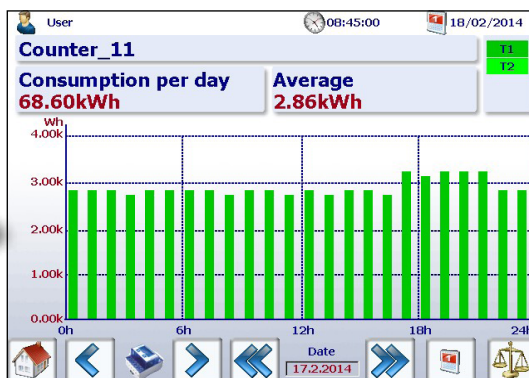 User 08:45:00 1 18/02/2014
Counter_11 T1
T2
Consumption per day Average
68.60kWh 2.86kWh
Wh
4.00k
3.00k
2.00k
1.00k
0.00k
0h 6h 12h 18h 24h
Date 1
17.2.2014